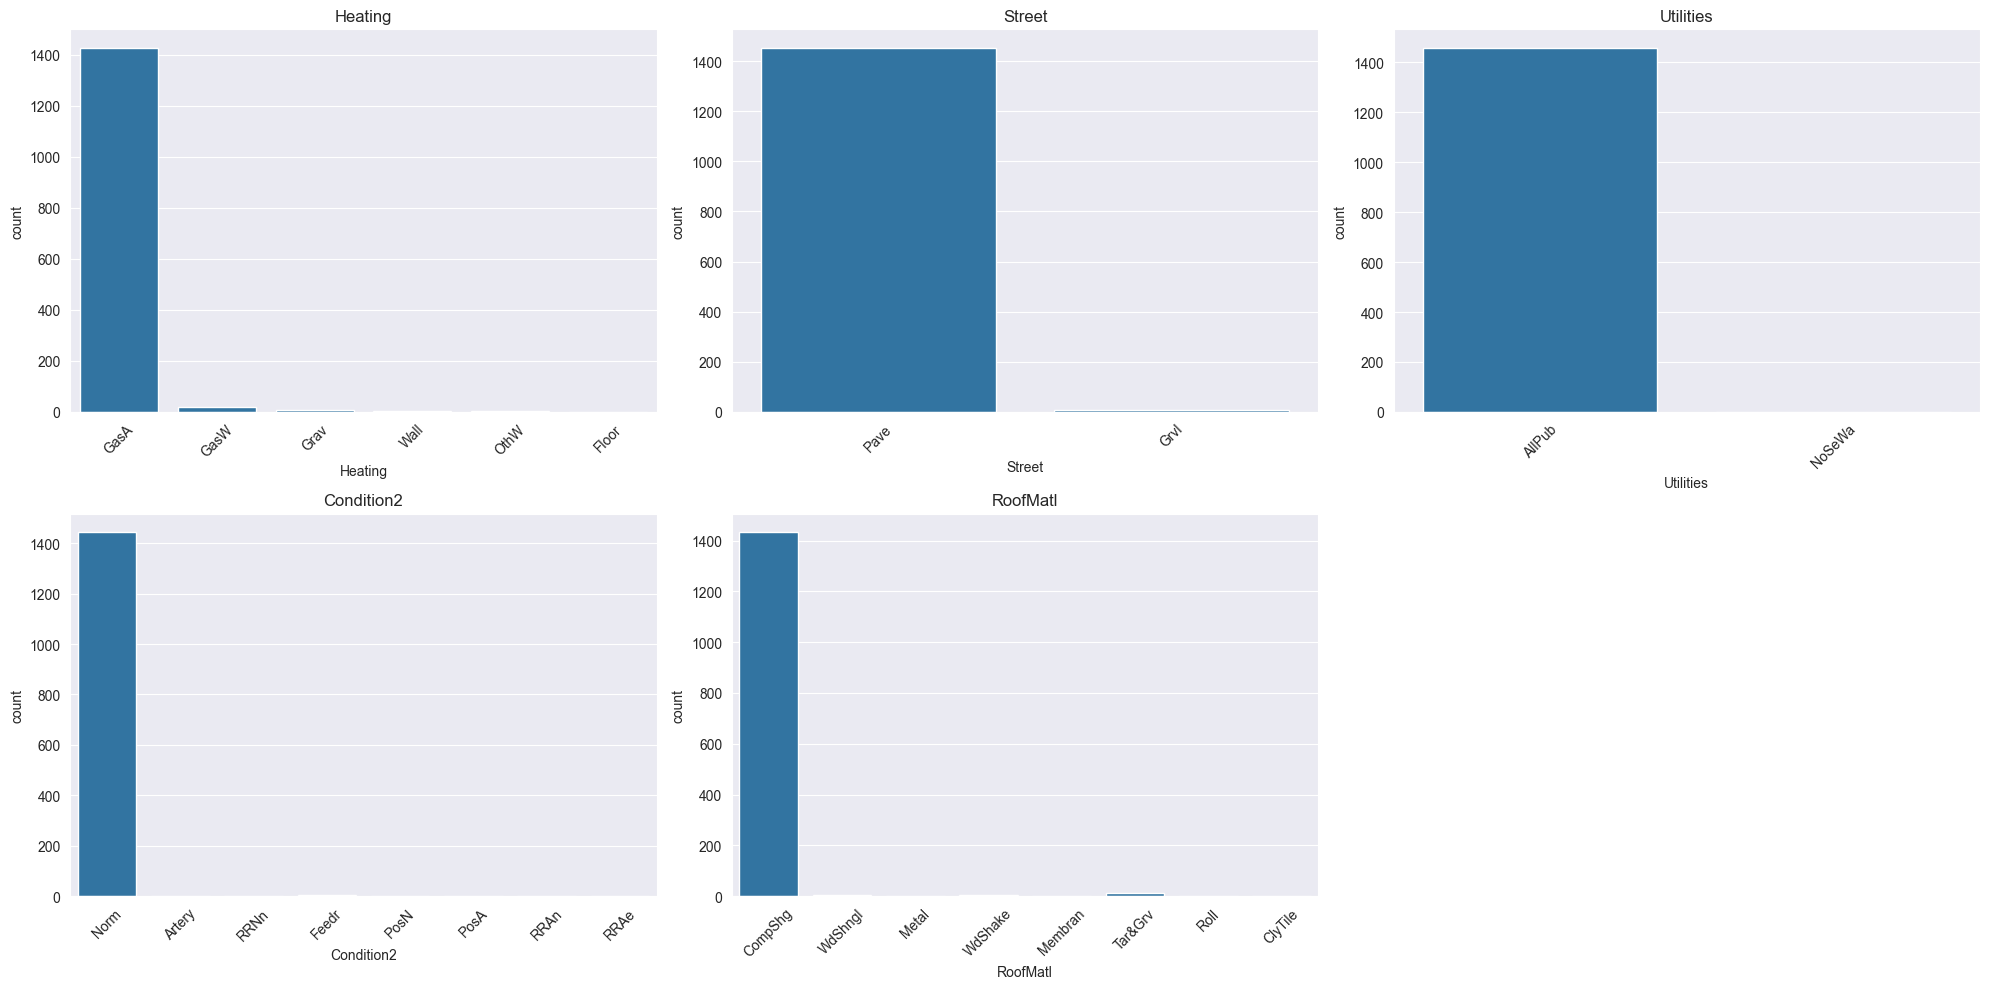 Heating
1400
1200
1000
800
600
400
200
0
count
GasA
GasW
Grav
Wall
OthW
Floor
Heating
Street
1400
1200
1000
800
600
400
200
0
count
Pave
Grvl
Street
Utilities
1400
1200
1000
800
600
400
200
0
count
AllPub
NoSeWa
Utilities
Condition2
1400
1200
1000
800
600
400
200
0
count
Norm
Artery
RRNn
Feedr
PosN
PosA
RRAn
RRAe
Condition2
RoofMatl
1400
1200
1000
800
600
400
200
0
count
CompShg
WdShngl
Metal
WdShake
Membran
Tar&Grv
Roll
ClyTile
RoofMatl